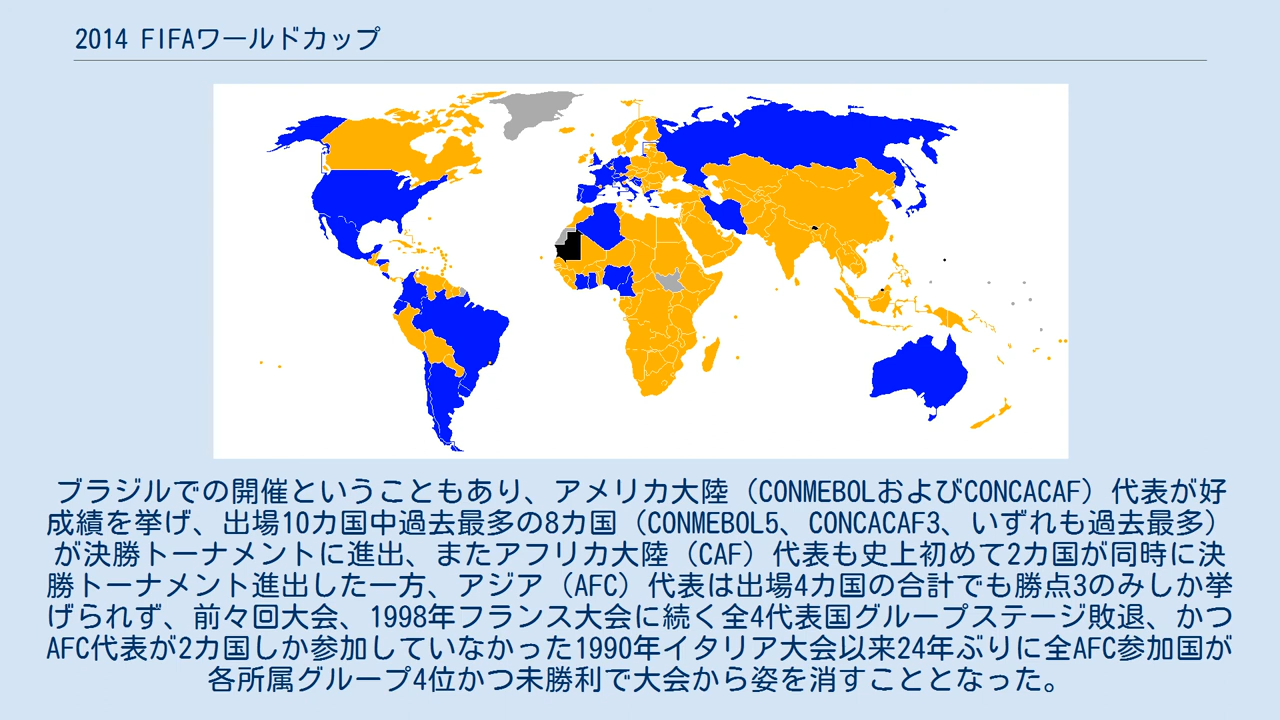 2014 FIFAワールドカップ
ブラジルでの開催ということもあり、アメリカ大陸（CONMEBOLおよびCONCACAF）代表が好
成績を挙げ、出場10カ国中過去最多の8カ国（CONMEBOL5、CONCACAF3、いずれも過去最多）
が決勝トーナメントに進出、またアフリカ大陸（CAF）代表も史上初めて2カ国が同時に決
勝トーナメント進出した一方、アジア（AFC）代表は出場4カ国の合計でも勝点3のみしか挙
げられず、前々回大会、1998年フランス大会に続く全4代表国グループステージ敗退、かつ
AFC代表が2カ国しか参加していなかった1990年イタリア大会以来24年ぶりに全AFC参加国が
各所属グループ4位かつ未勝利で大会から姿を消すこととなった。